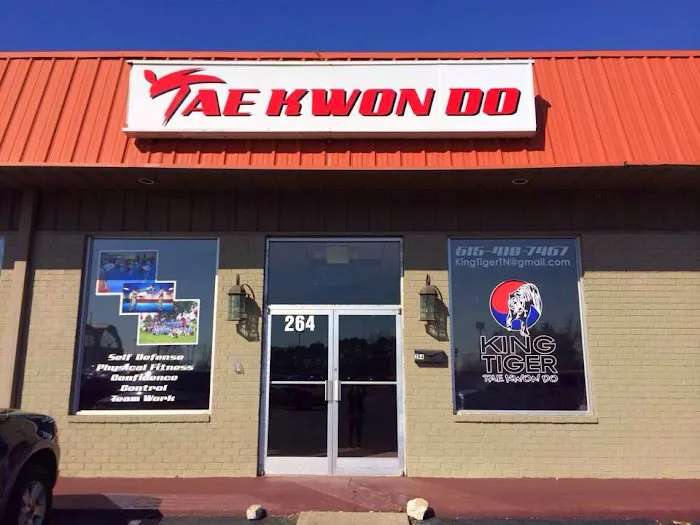 TAE KWON DO
264
Self Defense
Physical Fitness
Confidence
Control
Team Work
615-410-7467
KingTigerTN@gmail.com
KING
TIGER
TAE KWON DO
264